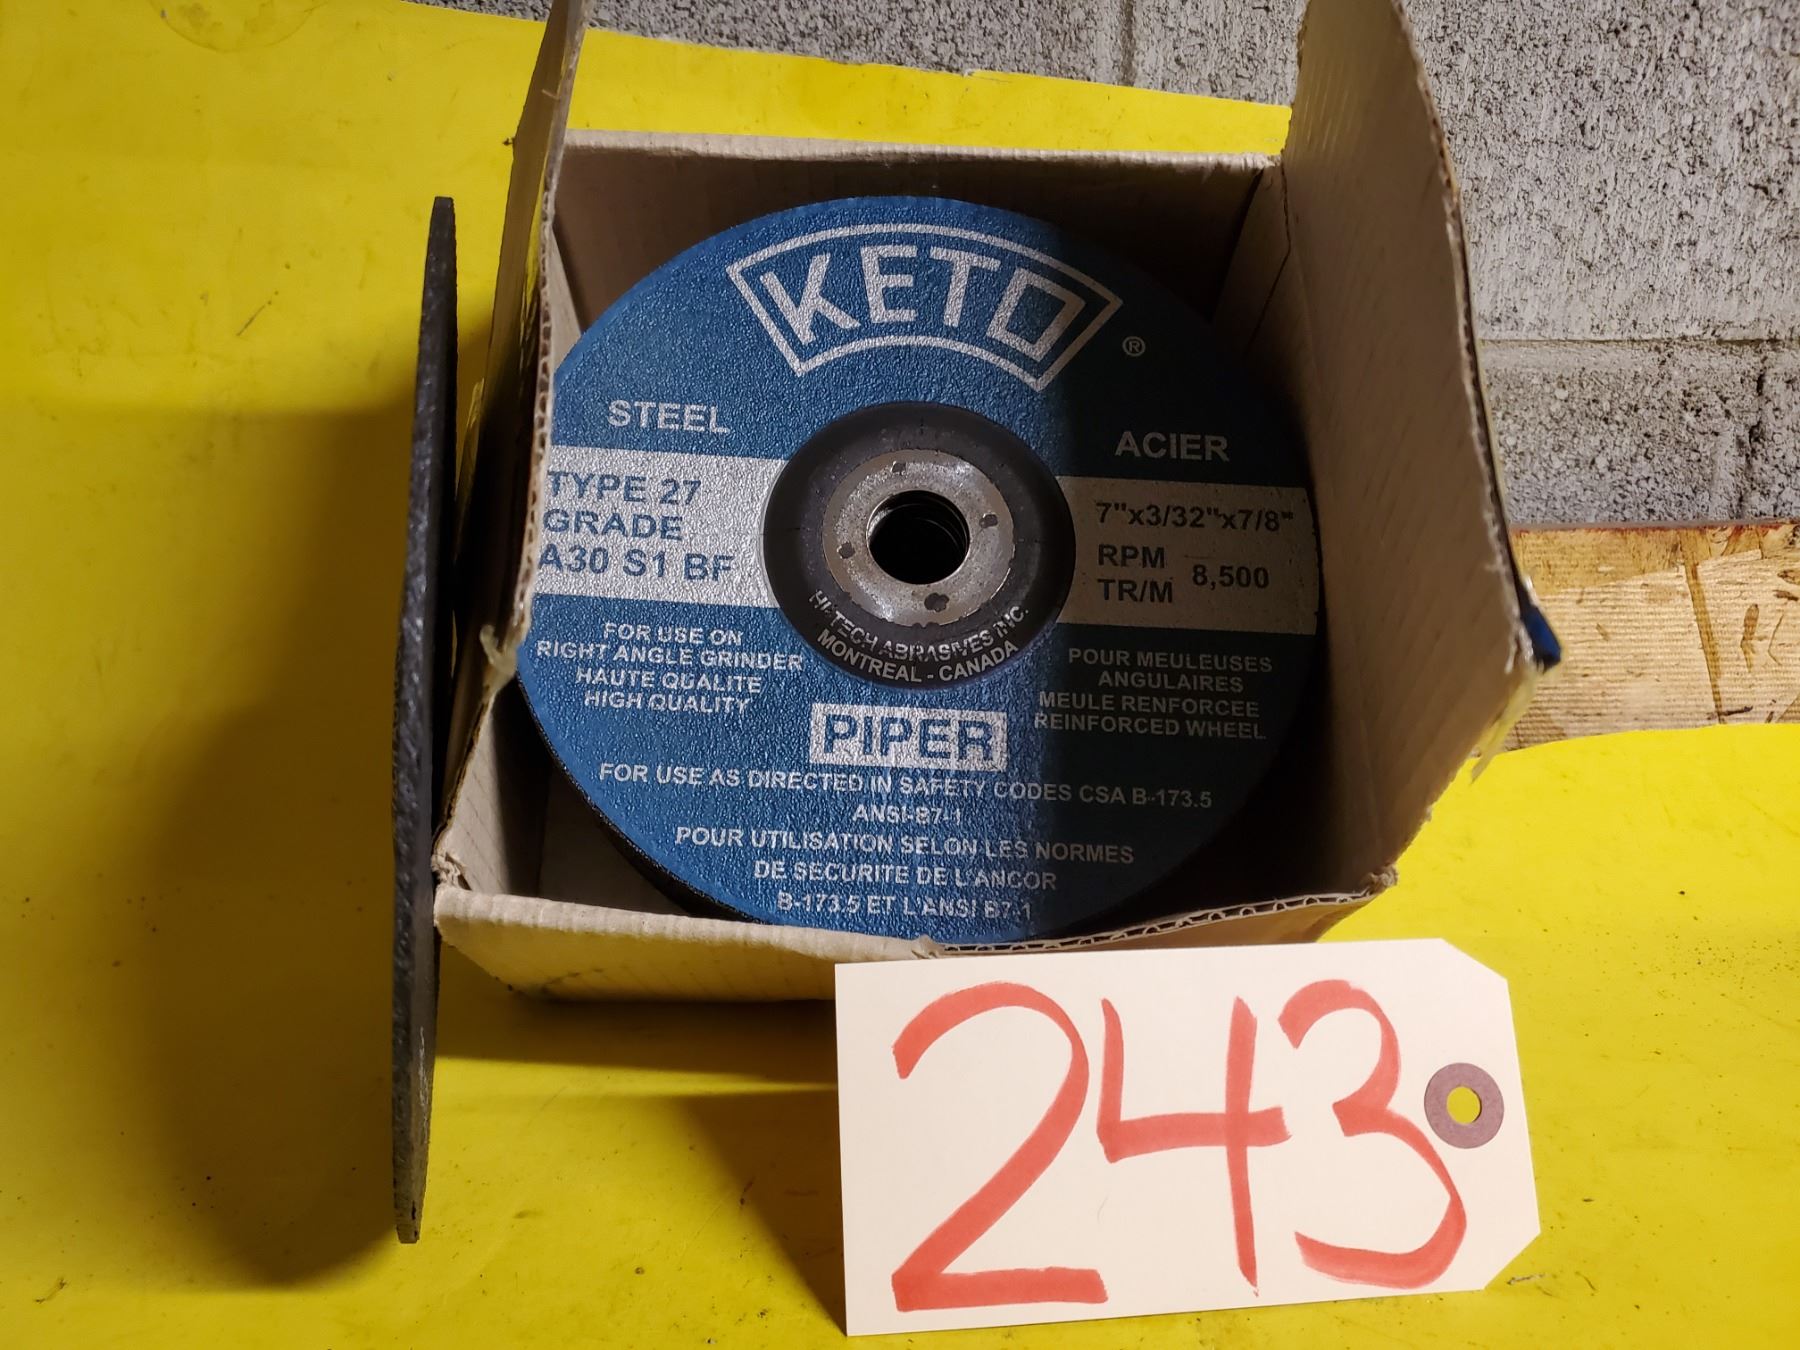 KETO
®
STEEL
ACIER
TYPE 27
GRADE
A30 S1 BF
7"x3/32"x7/8"
RPM
TR/M 8,500
HI-TECH ABRASIVES INC.
MONTREAL - CANADA
FOR USE ON
RIGHT ANGLE GRINDER
HAUTE QUALITE
HIGH QUALITY
POUR MEULEUSES
ANGULAIRES
MEULE RENFORCEE
REINFORCED WHEEL
PIPER
FOR USE AS DIRECTED IN SAFETY CODES CSA B-173.5
ANSI-B7-1
POUR UTILISATION SELON LES NORMES
DE SECURITE DE L'ANCOR
B-173.5 ET L'ANSI B7-1
243